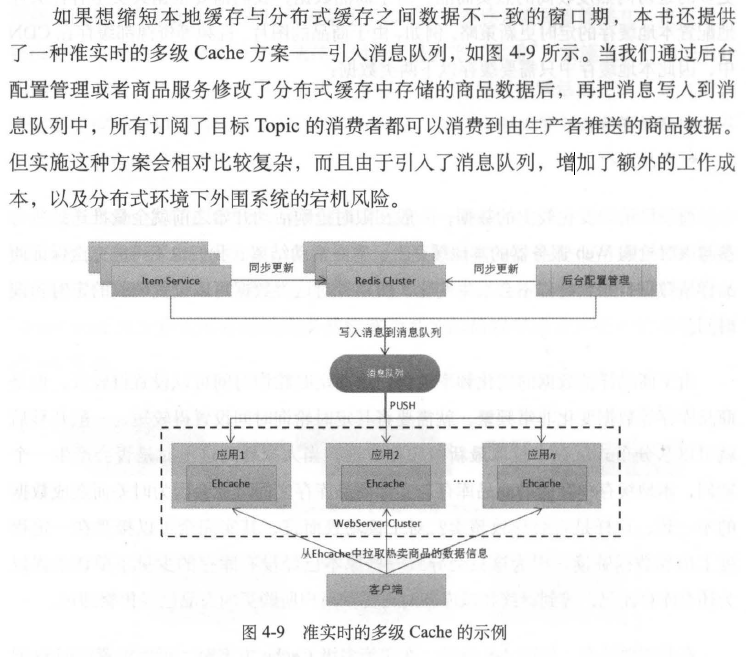 如果想缩短本地缓存与分布式缓存之间数据不一致的窗口期，本书还提供
了一种准实时的多级 Cache 方案——引入消息队列，如图 4-9 所示。当我们通过后台
配置管理或者商品服务修改了分布式缓存中存储的商品数据后，再把消息写入到消
息队列中，所有订阅了目标 Topic 的消费者都可以消费到由生产者推送的商品数据。
但实施这种方案会相对比较复杂，而且由于引入了消息队列，增加了额外的工作成
本，以及分布式环境下外围系统的宕机风险。
同步更新 同步更新
Item Service Redis Cluster 后台配置管理
写入消息到消息队列
消息队列
PUSH
应用1 应用2 应用n
Ehcache Ehcache …… Ehcache
WebServer Cluster
从Ehcache中拉取热卖商品的数据信息
客户端
图 4-9 准实时的多级 Cache 的示例